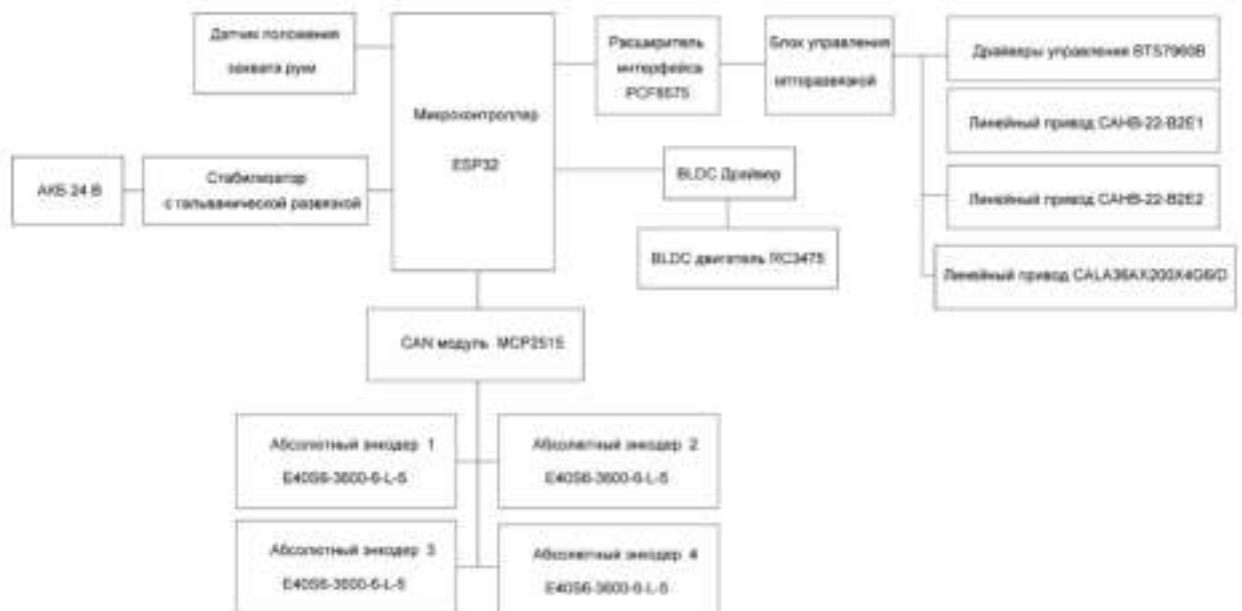 Датчик положения
захвата руки
Микроконтроллер
ESP32
Расширитель
интерфейса
PCF8575
Блок управления
опторазвязкой
Драйверы управления BTS7960B
Линейный привод CAHB-22-B2E1
Линейный привод CAHB-22-B2E2
Линейный привод CALA36AX200X4G6/D
АКБ 24 В
Стабилизатор
с гальванической развязкой
BLDC Драйвер
BLDC двигатель RC3475
CAN модуль MCP2515
Абсолютный энкодер 1
E40S6-3600-6-L-5
Абсолютный энкодер 2
E40S6-3600-6-L-5
Абсолютный энкодер 3
E40S6-3600-6-L-5
Абсолютный энкодер 4
E40S6-3600-6-L-5